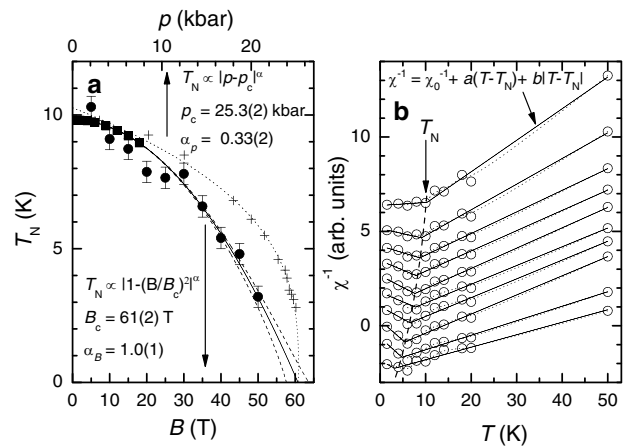 p (kbar)
0 10 20
a
T_N ∝ |p-p_c|^α
p_c = 25.3(2) kbar
α_p = 0.33(2)
10
5
0
T_N (K)
T_N ∝ |1-(B/B_c)²|^α
B_c = 61(2) T
α_B = 1.0(1)
0 10 20 30 40 50 60
B (T)
χ⁻¹ = χ₀⁻¹ + a(T-T_N) + b|T-T_N|
b
T_N
10
5
0
χ⁻¹ (arb. units)
0 10 20 30 40 50
T (K)